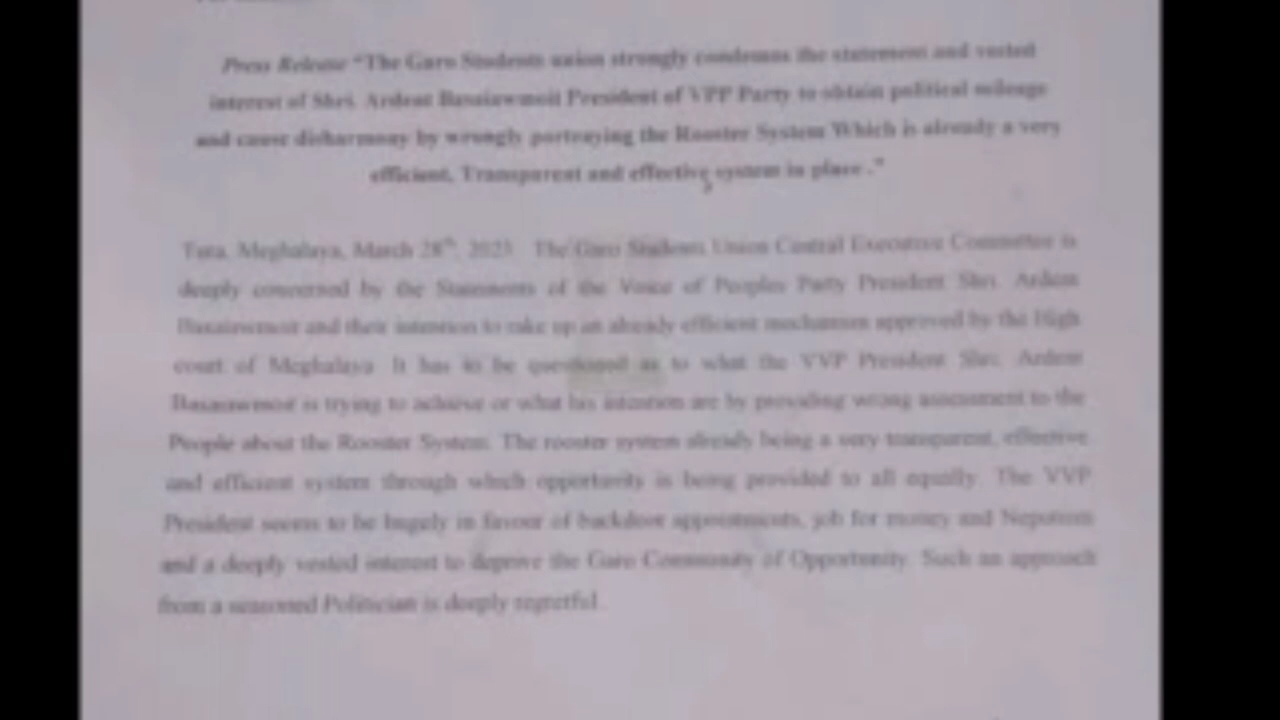 Press Release "The Garo Students union strongly condemns the statement and vested
interest of Shri. Ardent Basaiawmoit President of VPP Party to obtain political mileage
and cause disharmony by wrongly portraying the Rooster System Which is already a very
efficient, Transparent and effective system in place ."
Tura, Meghalaya, March 28th, 2023 The Garo Students Union Central Executive Committee is
deeply concerned by the Statements of the Voice of Peoples Party President Shri. Ardent
Basaiawmoit and their intention to rake up an already efficient mechanism approved by the High
court of Meghalaya. It has to be questioned as to what the VVP President Shri. Ardent
Basaiawmoit is trying to achieve or what his intention are by providing wrong assessment to the
People about the Rooster System. The rooster system already being a very transparent, effective
and efficient system through which opportunity is being provided to all equally. The VVP
President seems to be hugely in favour of backdoor appointments, job for money and Nepotism
and a deeply vested interest to deprive the Garo Community of Opportunity. Such an approach
from a seasoned Politician is deeply regretful.